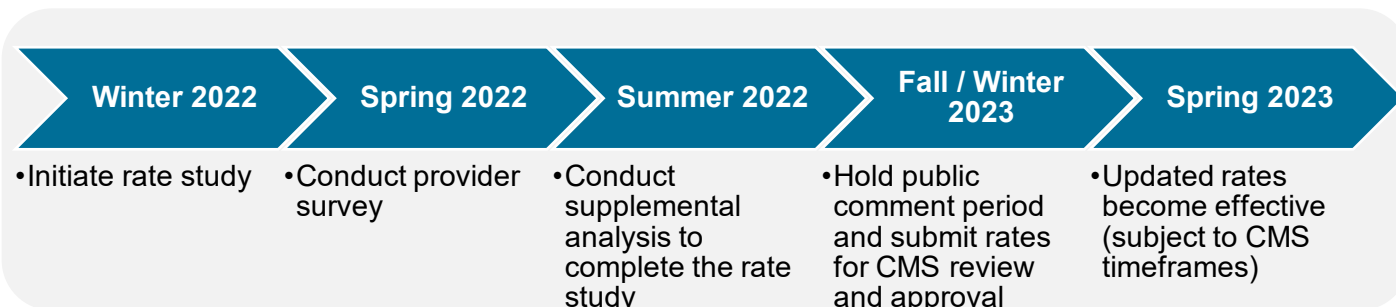 Winter 2022
Spring 2022
Summer 2022
Fall / Winter
2023
Spring 2023
•Initiate rate study
•Conduct provider
survey
•Conduct
supplemental
analysis to
complete the rate
study
•Hold public
comment period
and submit rates
for CMS review
and approval
•Updated rates
become effective
(subject to CMS
timeframes)